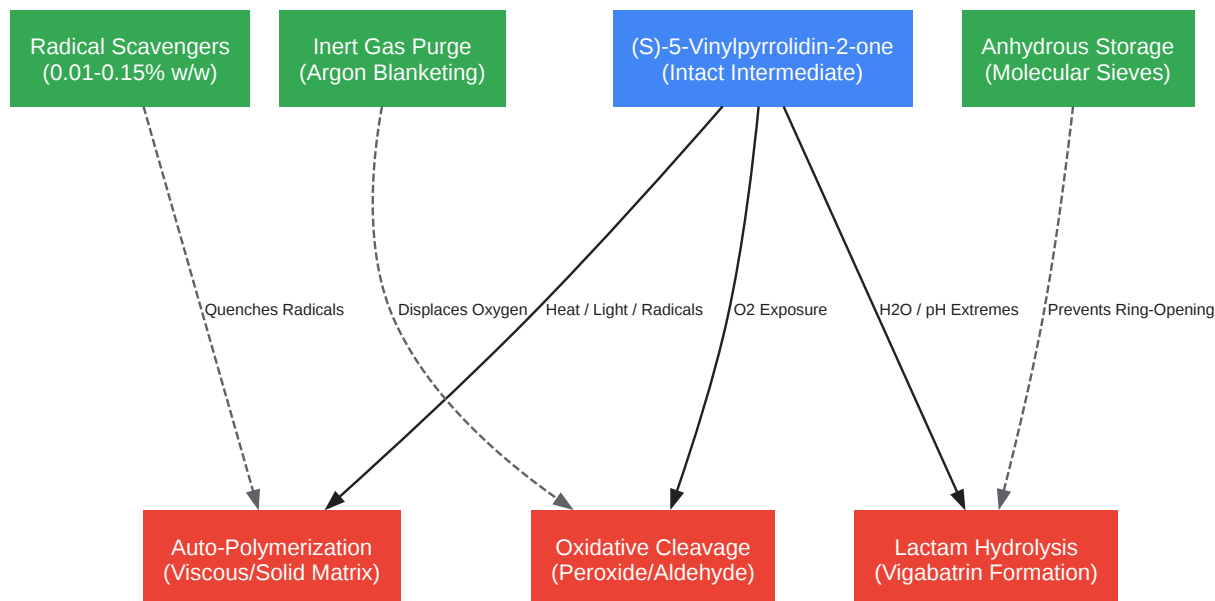 Radical Scavengers
(0.01-0.15% w/w)
Inert Gas Purge
(Argon Blanketing)
(S)-5-Vinylpyrrolidin-2-one
(Intact Intermediate)
Anhydrous Storage
(Molecular Sieves)
Quenches Radicals
Displaces Oxygen
Heat / Light / Radicals
O2 Exposure
H2O / pH Extremes
Prevents Ring-Opening
Auto-Polymerization
(Viscous/Solid Matrix)
Oxidative Cleavage
(Peroxide/Aldehyde)
Lactam Hydrolysis
(Vigabatrin Formation)